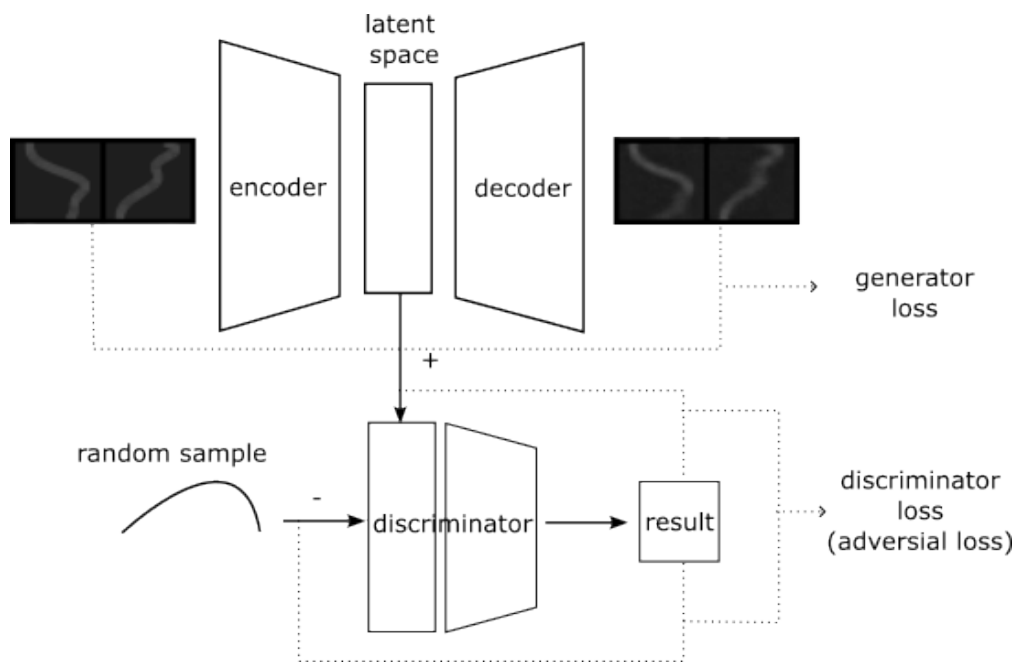 latent
space
encoder
decoder
generator
loss
+
random sample
-
discriminator
result
discriminator
loss
(adversial loss)